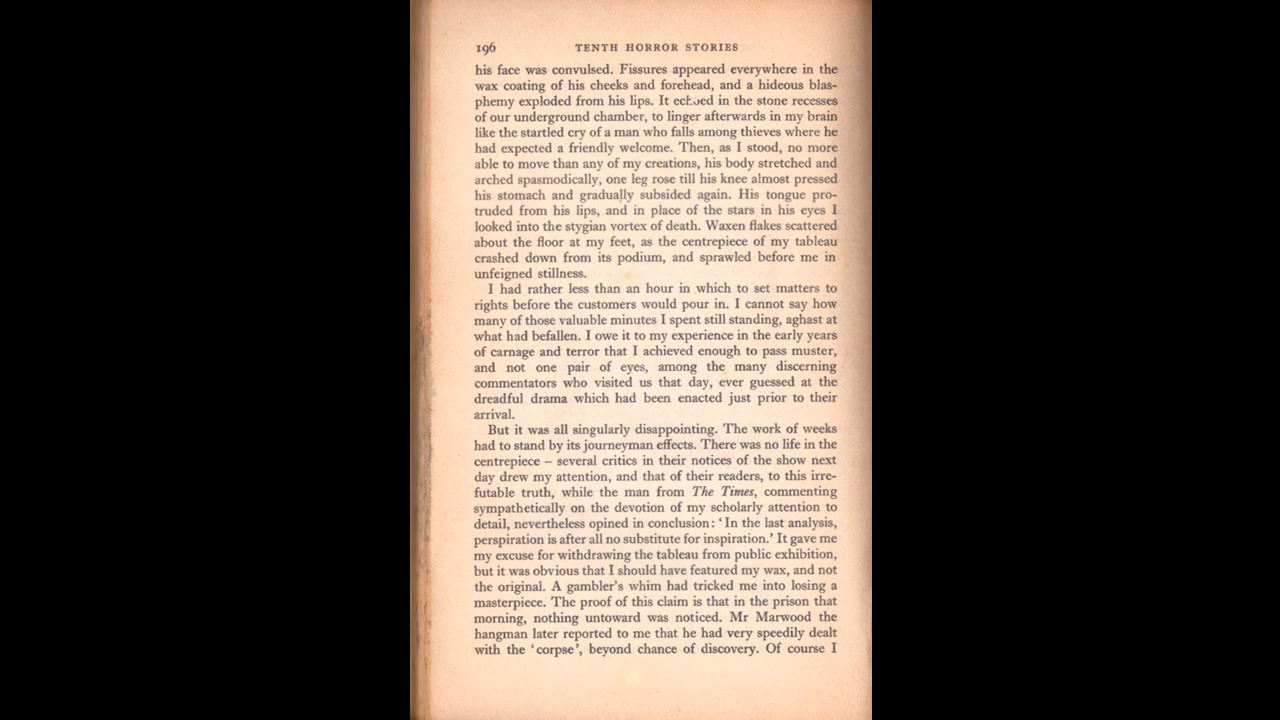 196 TENTH HORROR STORIES
his face was convulsed. Fissures appeared everywhere in the
wax coating of his cheeks and forehead, and a hideous blas-
phemy exploded from his lips. It echoed in the stone recesses
of our underground chamber, to linger afterwards in my brain
like the startled cry of a man who falls among thieves where he
had expected a friendly welcome. Then, as I stood, no more
able to move than any of my creations, his body stretched and
arched spasmodically, one leg rose till his knee almost pressed
his stomach and gradually subsided again. His tongue pro-
truded from his lips, and in place of the stars in his eyes I
looked into the stygian vortex of death. Waxen flakes scattered
about the floor at my feet, as the centrepiece of my tableau
crashed down from its podium, and sprawled before me in
unfeigned stillness.
I had rather less than an hour in which to set matters to
rights before the customers would pour in. I cannot say how
many of those valuable minutes I spent still standing, aghast at
what had befallen. I owe it to my experience in the early years
of carnage and terror that I achieved enough to pass muster,
and not one pair of eyes, among the many discerning
commentators who visited us that day, ever guessed at the
dreadful drama which had been enacted just prior to their
arrival.
But it was all singularly disappointing. The work of weeks
had to stand by its journeyman effects. There was no life in the
centrepiece – several critics in their notices of the show next
day drew my attention, and that of their readers, to this irre-
futable truth, while the man from The Times, commenting
sympathetically on the devotion of my scholarly attention to
detail, nevertheless opined in conclusion: ‘In the last analysis,
perspiration is after all no substitute for inspiration.’ It gave me
my excuse for withdrawing the tableau from public exhibition,
but it was obvious that I should have featured my wax, and not
the original. A gambler’s whim had tricked me into losing a
masterpiece. The proof of this claim is that in the prison that
morning, nothing untoward was noticed. Mr Marwood the
hangman later reported to me that he had very speedily dealt
with the ‘corpse’, beyond chance of discovery. Of course I